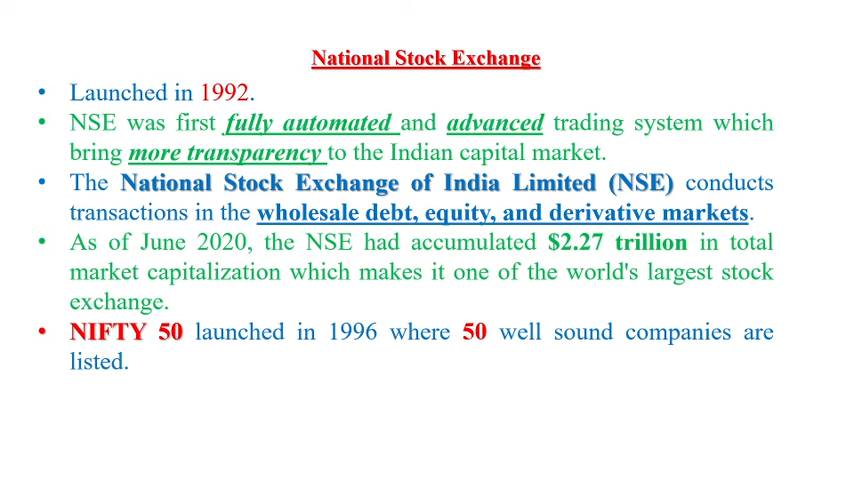 National Stock Exchange
• Launched in 1992.
• NSE was first fully automated and advanced trading system which
bring more transparency to the Indian capital market.
• The National Stock Exchange of India Limited (NSE) conducts
transactions in the wholesale debt, equity, and derivative markets.
• As of June 2020, the NSE had accumulated $2.27 trillion in total
market capitalization which makes it one of the world's largest stock
exchange.
• NIFTY 50 launched in 1996 where 50 well sound companies are
listed.